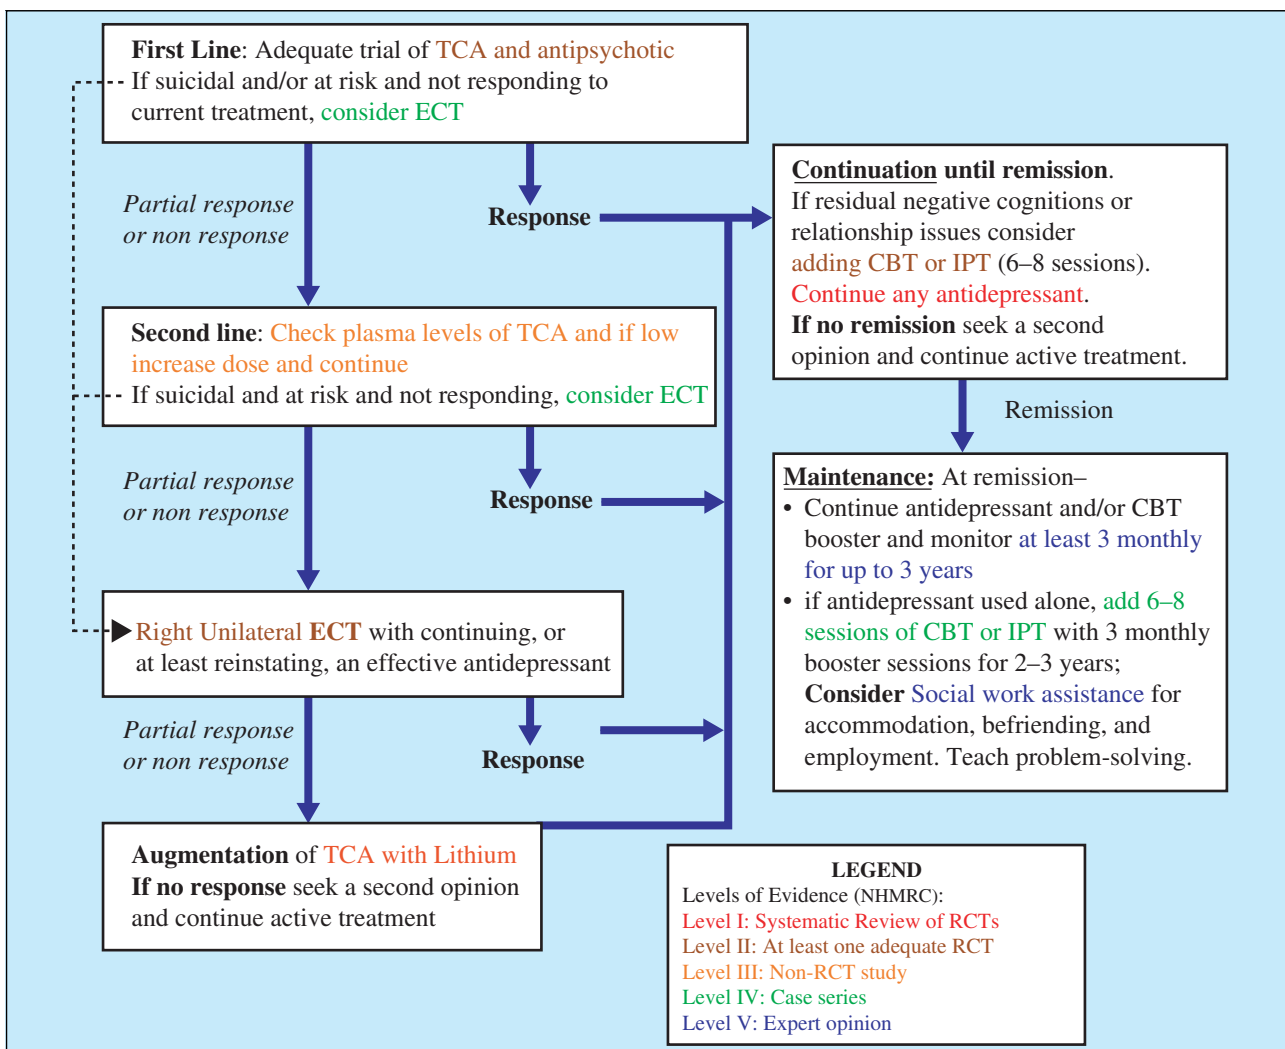 First Line: Adequate trial of TCA and antipsychotic
If suicidal and/or at risk and not responding to
current treatment, consider ECT
Partial response
or non response
Response
Second line: Check plasma levels of TCA and if low
increase dose and continue
If suicidal and at risk and not responding, consider ECT
Partial response
or non response
Response
Right Unilateral ECT with continuing, or
at least reinstating, an effective antidepressant
Partial response
or non response
Response
Augmentation of TCA with Lithium
If no response seek a second opinion
and continue active treatment
Continuation until remission.
If residual negative cognitions or
relationship issues consider
adding CBT or IPT (6–8 sessions).
Continue any antidepressant.
If no remission seek a second
opinion and continue active treatment.
Remission
Maintenance: At remission–
• Continue antidepressant and/or CBT
booster and monitor at least 3 monthly
for up to 3 years
• if antidepressant used alone, add 6–8
sessions of CBT or IPT with 3 monthly
booster sessions for 2–3 years;
Consider Social work assistance for
accommodation, befriending, and
employment. Teach problem-solving.
LEGEND
Levels of Evidence (NHMRC):
Level I: Systematic Review of RCTs
Level II: At least one adequate RCT
Level III: Non-RCT study
Level IV: Case series
Level V: Expert opinion